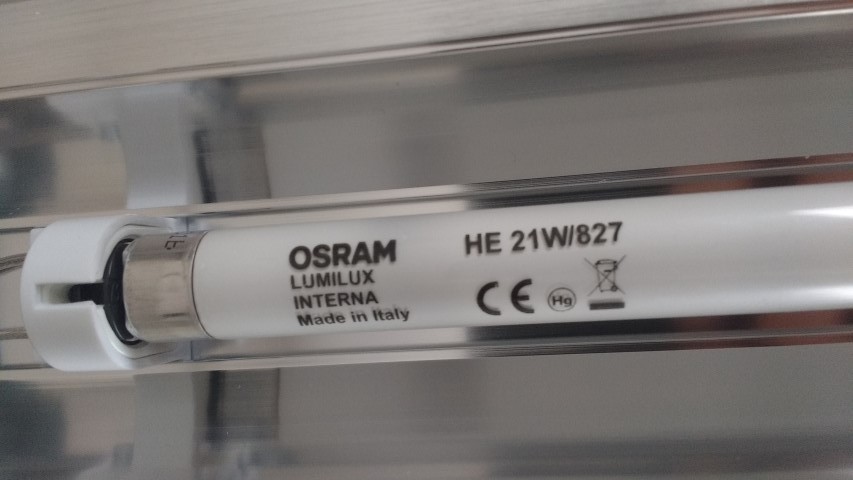 OSRAM
LUMILUX
INTERNA
Made in Italy
HE 21W/827
CE Hg